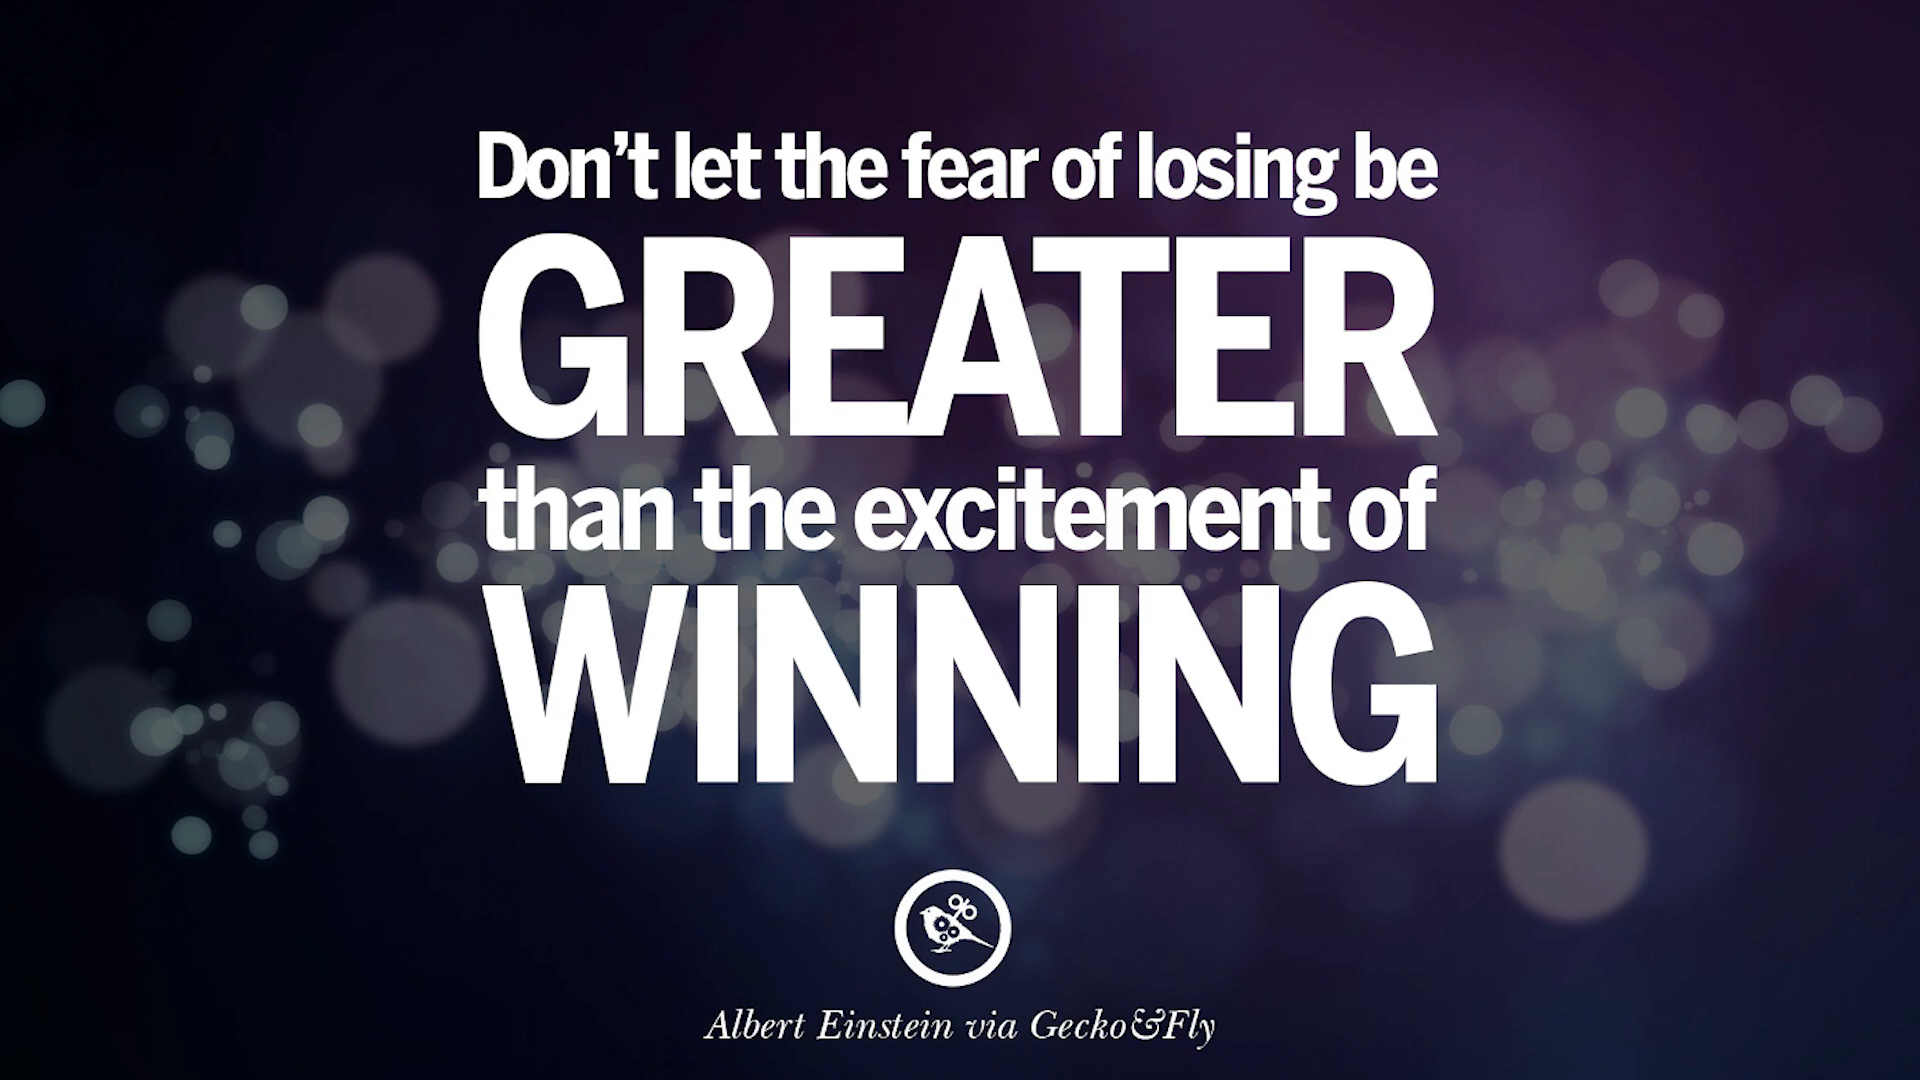 Don’t let the fear of losing be
GREATER
than the excitement of
WINNING
Albert Einstein via Gecko&Fly